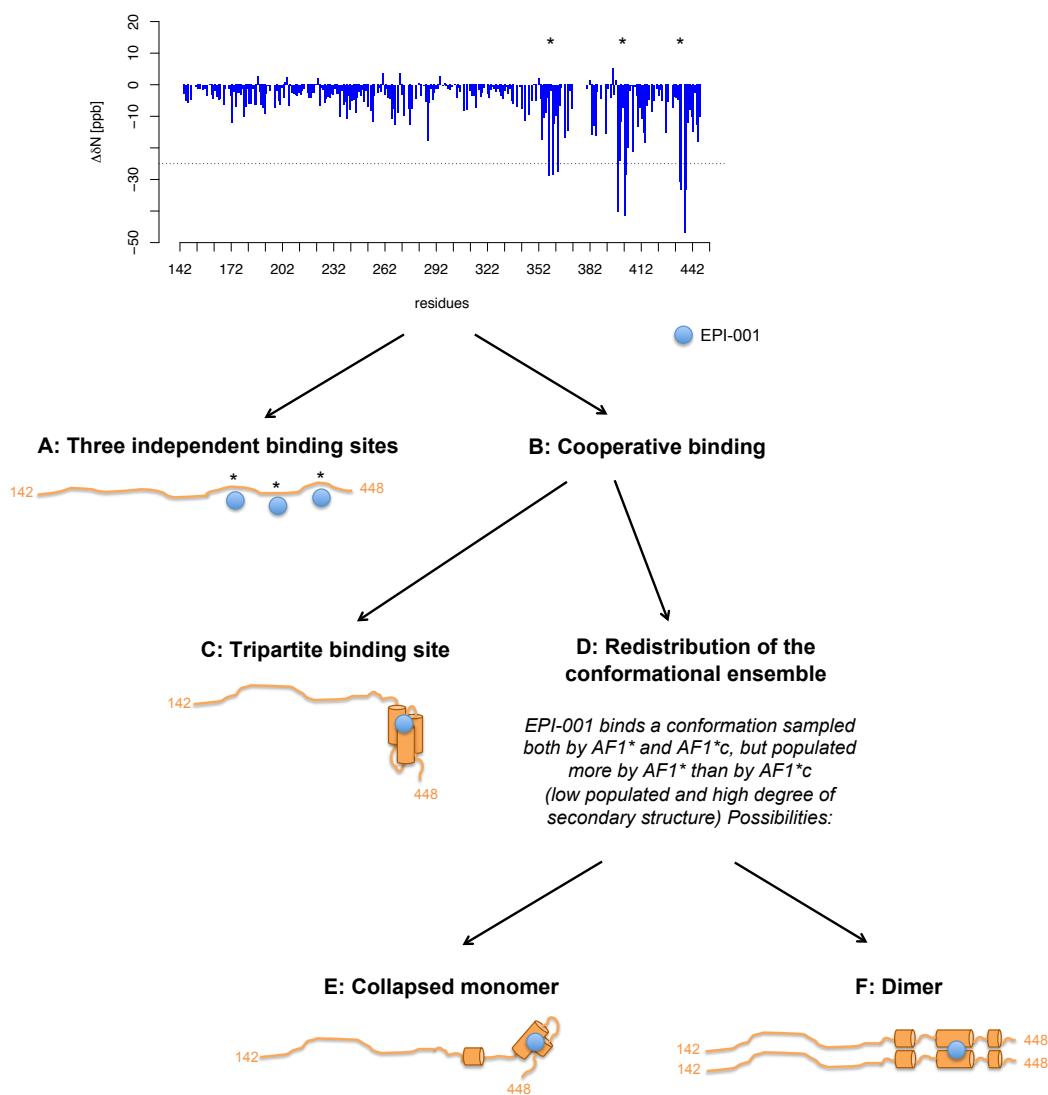 20
10
0
−10
−30
−50
ΔδN [ppb]
* * *
142 172 202 232 262 292 322 352 382 412 442
residues
EPI-001
A: Three independent binding sites
B: Cooperative binding
142 * * * 448
C: Tripartite binding site
142
448
D: Redistribution of the
conformational ensemble
EPI-001 binds a conformation sampled
both by AF1* and AF1*c, but populated
more by AF1* than by AF1*c
(low populated and high degree of
secondary structure) Possibilities:
E: Collapsed monomer
142
448
F: Dimer
142 448
142 448